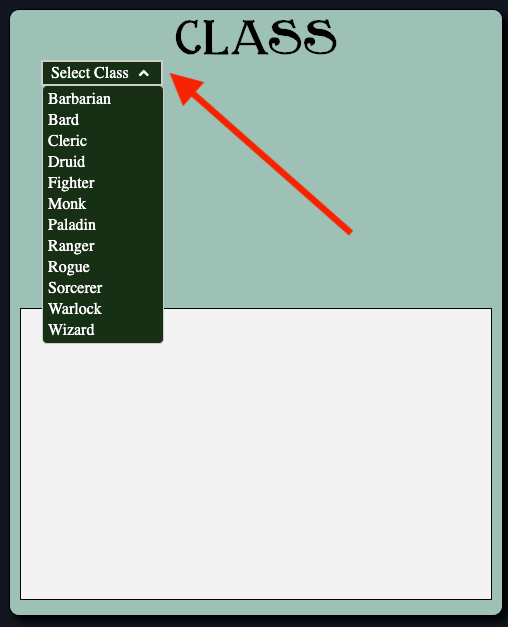 CLASS
Select Class
Barbarian
Bard
Cleric
Druid
Fighter
Monk
Paladin
Ranger
Rogue
Sorcerer
Warlock
Wizard